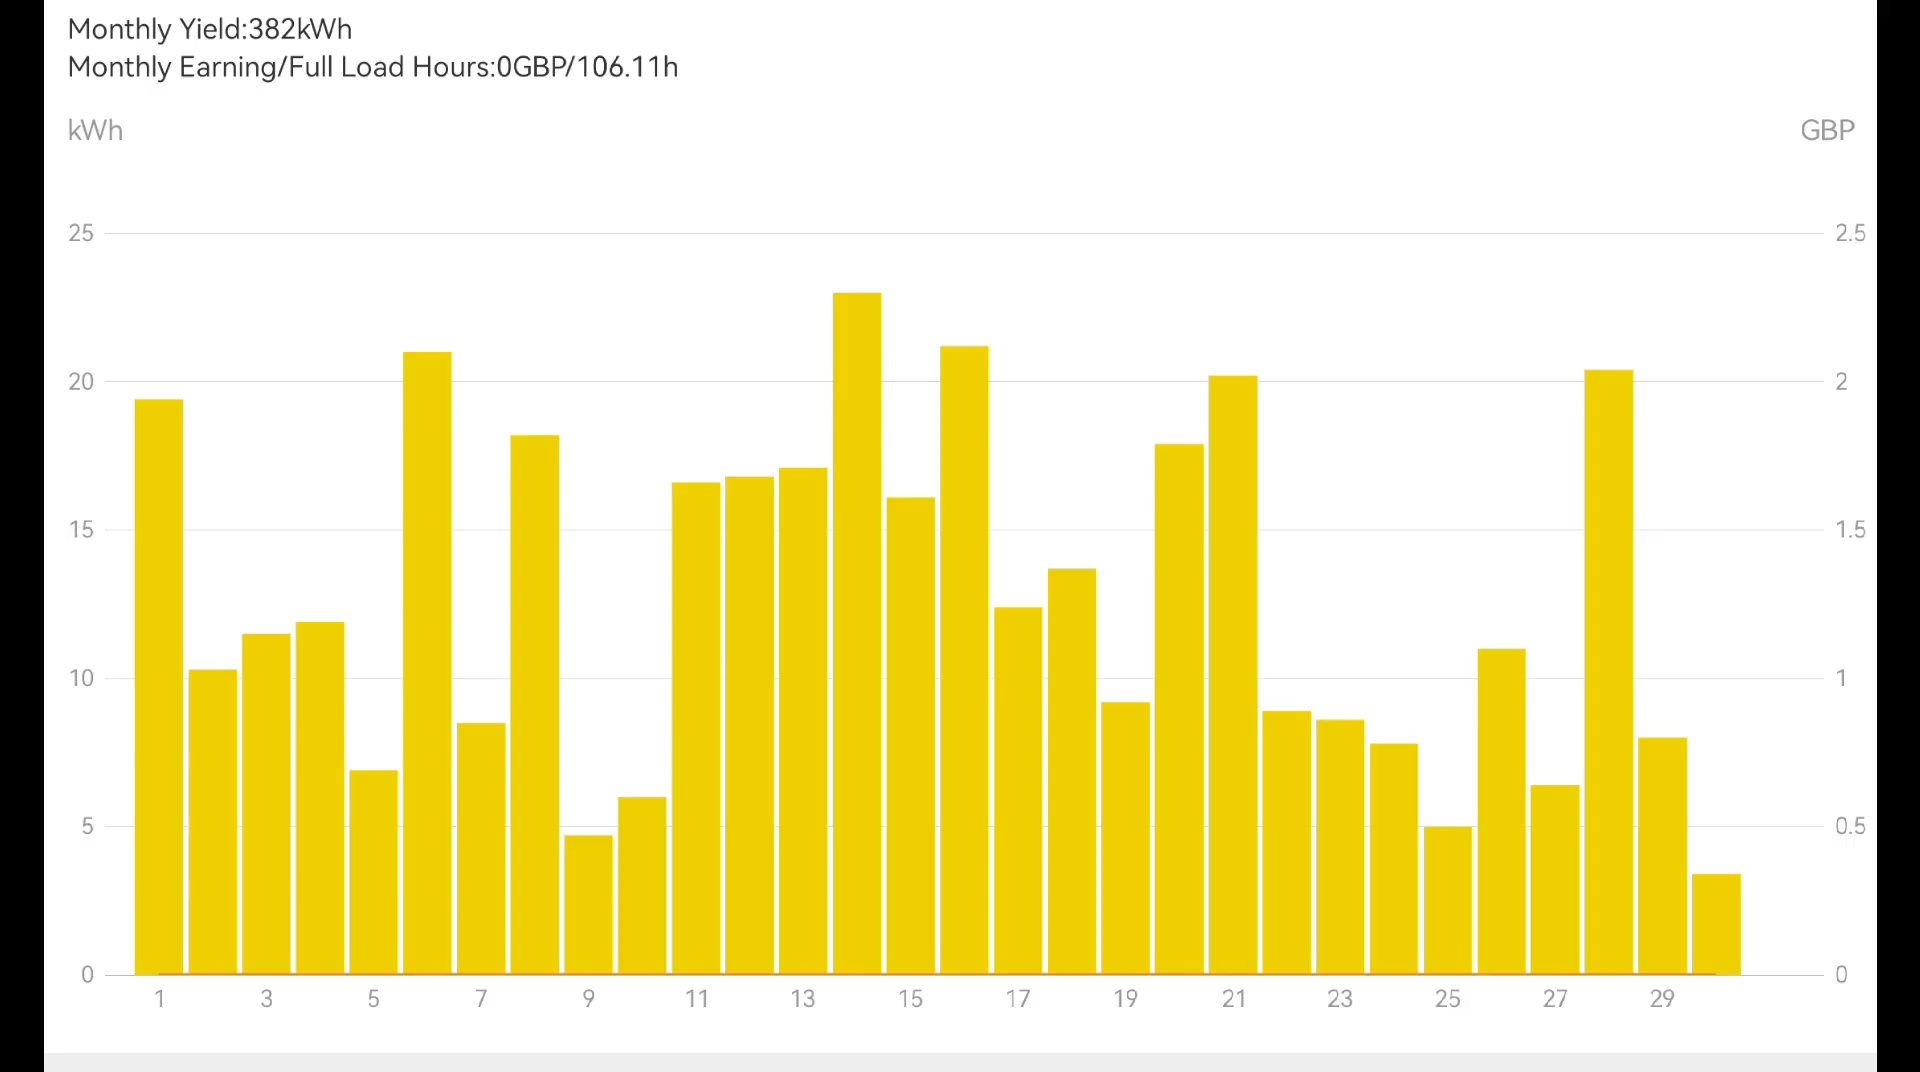 Monthly Yield:382kWh
Monthly Earning/Full Load Hours:0GBP/106.11h
kWh GBP
25 2.5
20 2
15 1.5
10 1
5 0.5
0 0
1 3 5 7 9 11 13 15 17 19 21 23 25 27 29